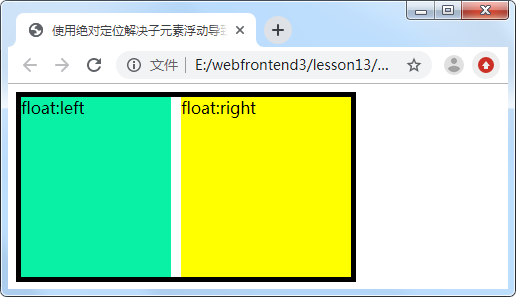 使用绝对定位解决子元素浮动导
文件 E:/webfrontend3/lesson13/...
float:left
float:right